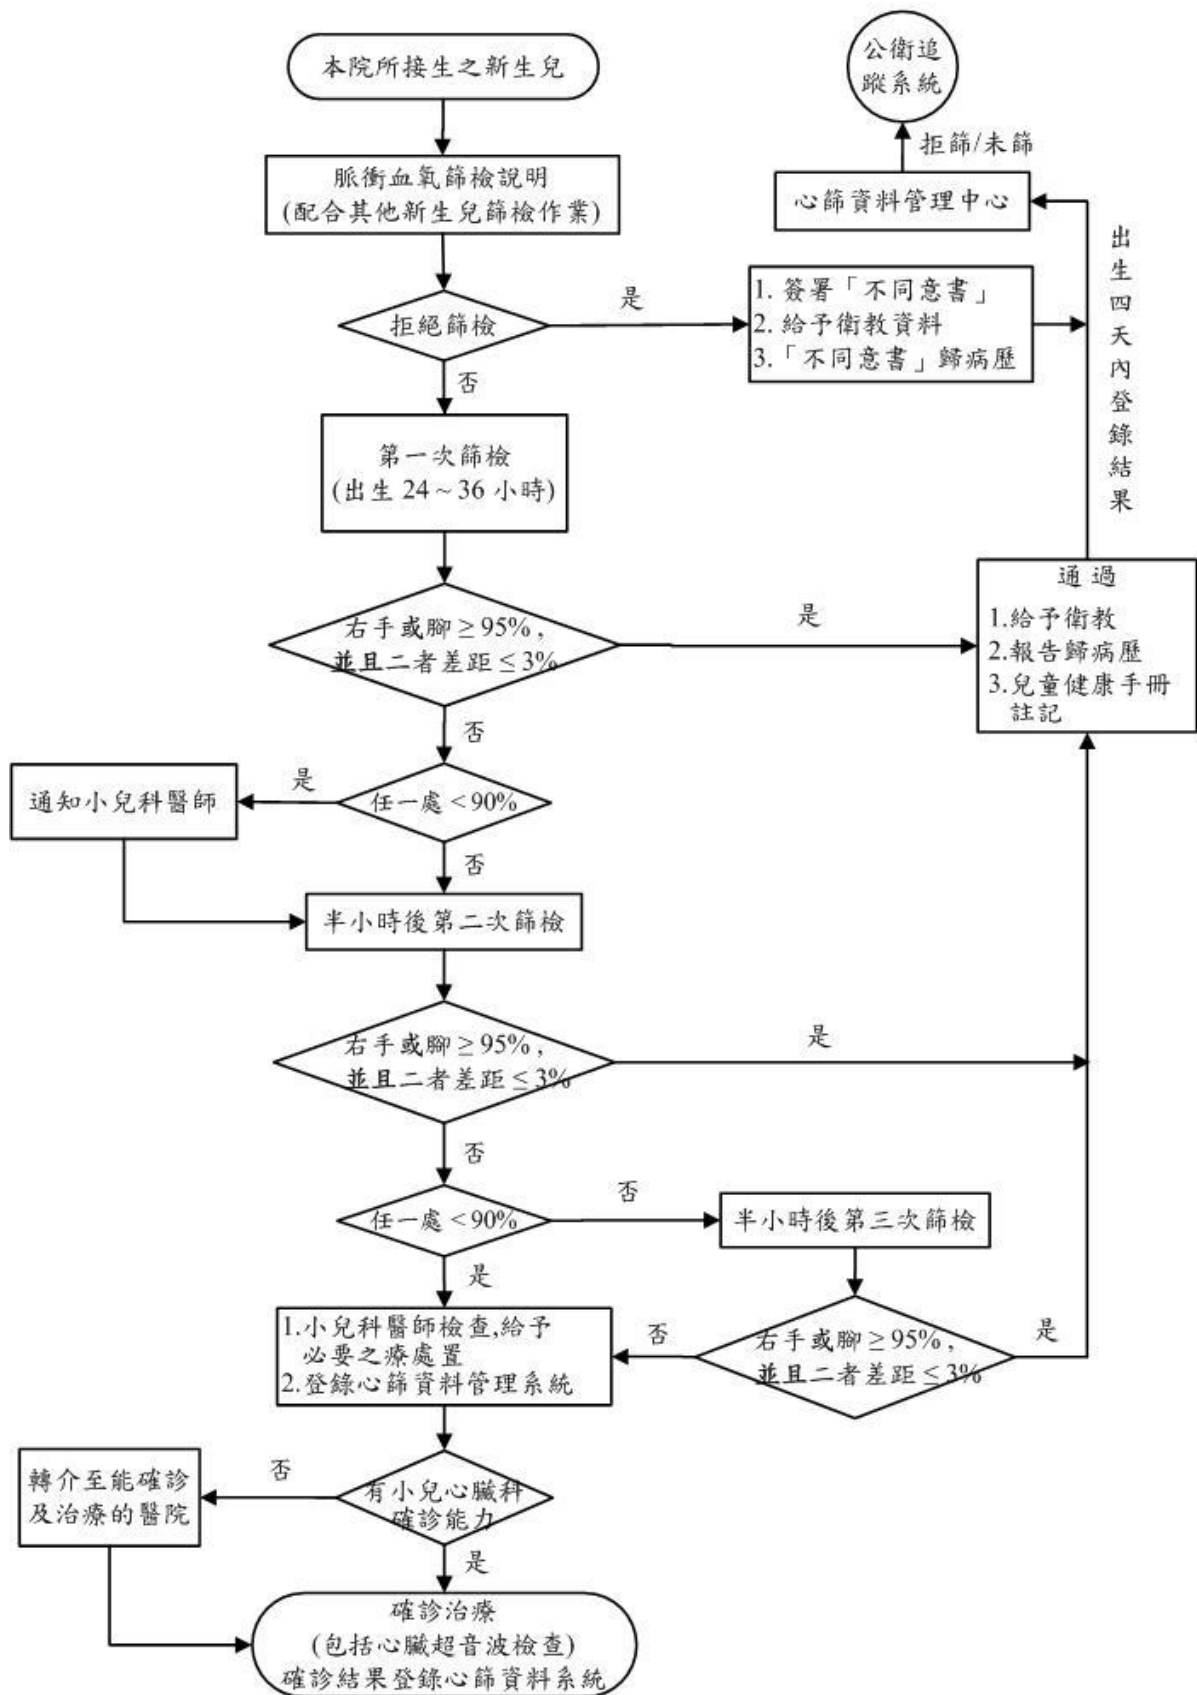 本院所接生之新生兒
公衛追
蹤系統
拒篩/未篩
脈衝血氧篩檢說明
(配合其他新生兒篩檢作業)
心篩資料管理中心
出生四天內登錄結果
拒絕篩檢
是
1. 簽署「不同意書」
2. 給予衛教資料
3.「不同意書」歸病歷
否
第一次篩檢
(出生 24 ~ 36 小時)
右手或腳 ≥ 95% ,
並且二者差距 ≤ 3%
是
通 過
1.給予衛教
2.報告歸病歷
3.兒童健康手冊
註記
否
通知小兒科醫師
是
任一處 < 90%
否
半小時後第二次篩檢
右手或腳 ≥ 95% ,
並且二者差距 ≤ 3%
是
否
任一處 < 90%
否
半小時後第三次篩檢
是
1.小兒科醫師檢查,給予
必要之療處置
2.登錄心篩資料管理系統
否
右手或腳 ≥ 95% ,
並且二者差距 ≤ 3%
是
轉介至能確診
及治療的醫院
否
有小兒心臟科
確診能力
是
確診治療
(包括心臟超音波檢查)
確診結果登錄心篩資料系統